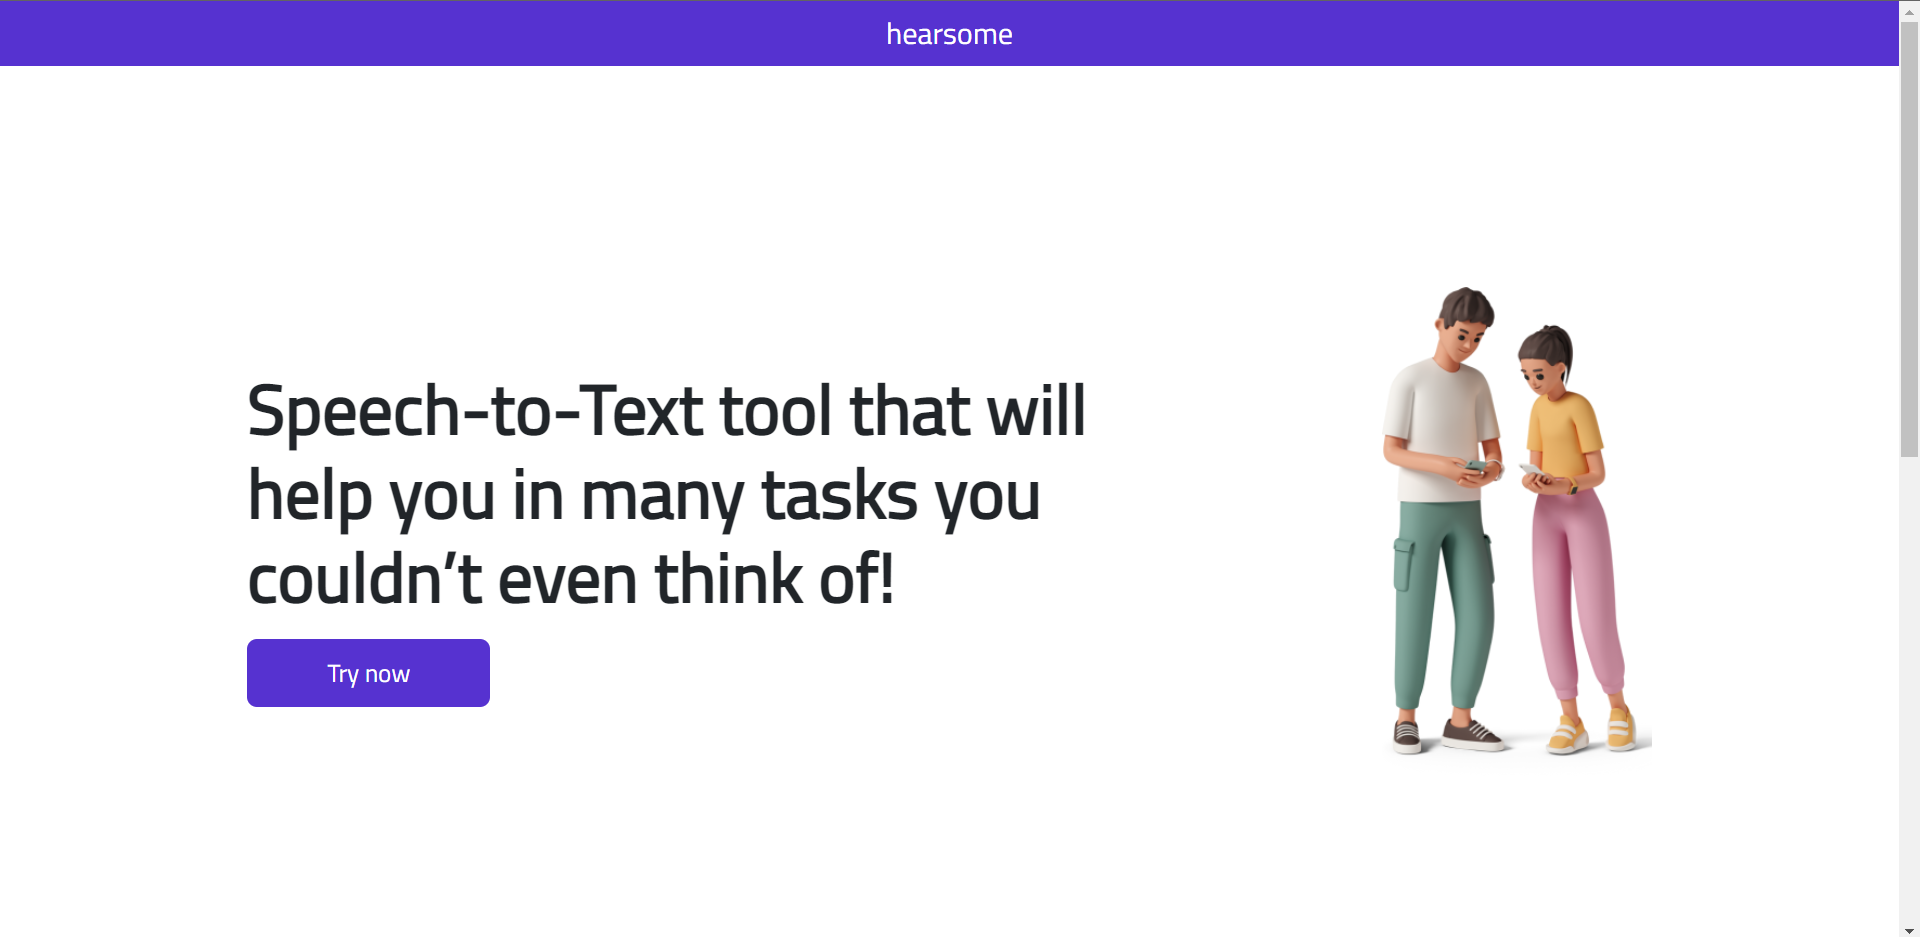 hearsome
Speech-to-Text tool that will
help you in many tasks you
couldn’t even think of!
Try now